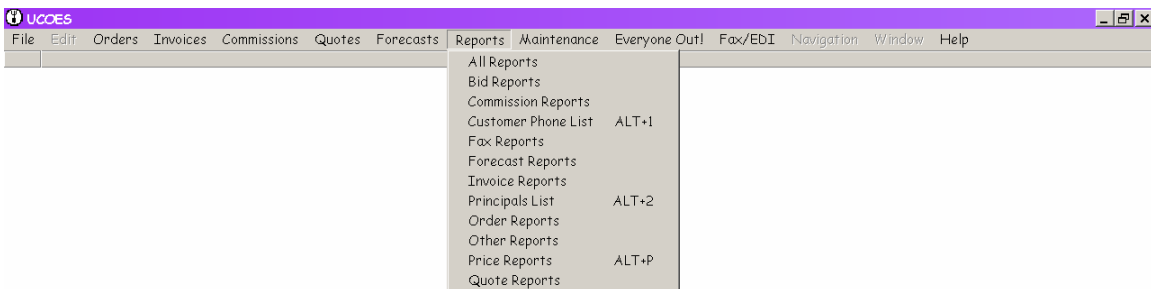 UCOES
File Edit Orders Invoices Commissions Quotes Forecasts Reports Maintenance Everyone Out! Fax/EDI Navigation Window Help
All Reports
Bid Reports
Commission Reports
Customer Phone List ALT+1
Fax Reports
Forecast Reports
Invoice Reports
Principals List ALT+2
Order Reports
Other Reports
Price Reports ALT+P
Quote Reports